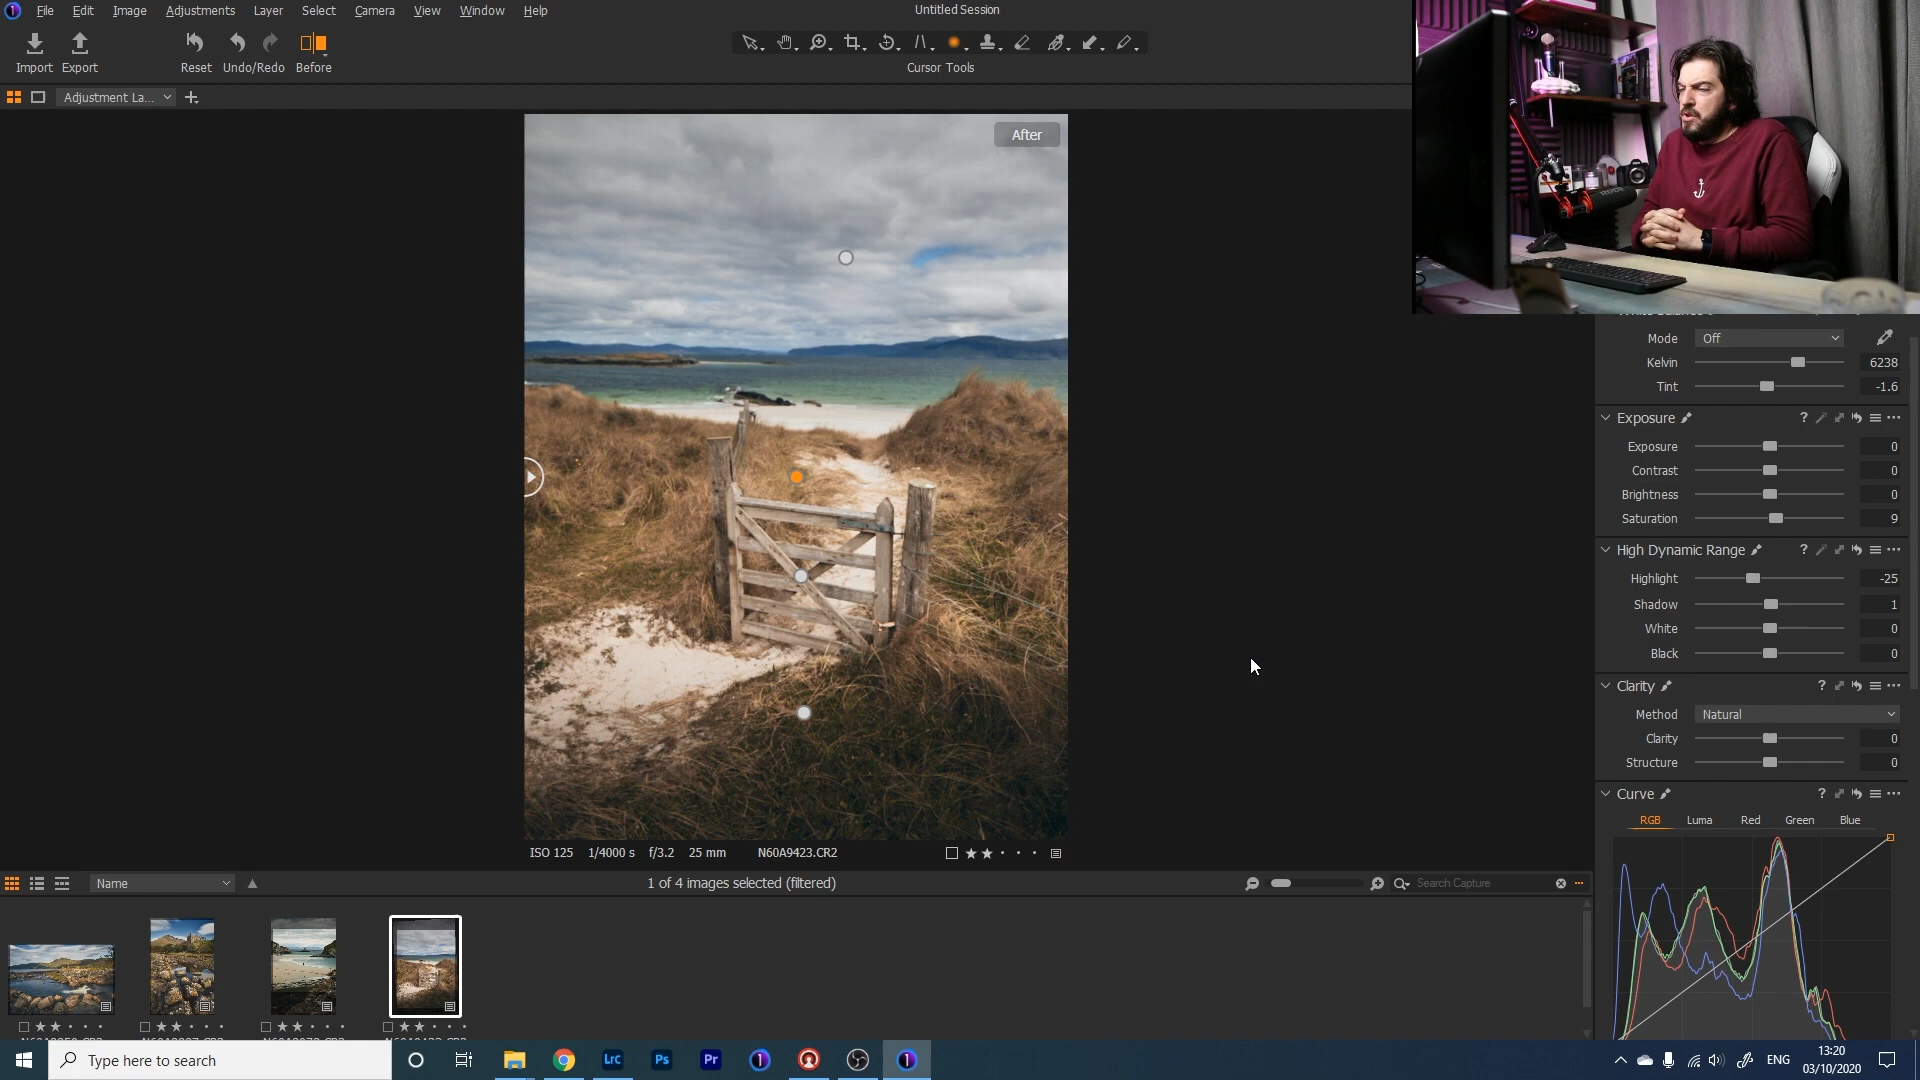 File Edit Image Adjustments Layer Select Camera View Window Help
Untitled Session
Import Export Reset Undo/Redo Before
Cursor Tools
Adjustment La...
After
Mode Off
Kelvin 6238
Tint -1.6
Exposure ?
Exposure 0
Contrast 0
Brightness 0
Saturation 9
High Dynamic Range ?
Highlight -25
Shadow 1
White 0
Black 0
Clarity ?
Method Natural
Clarity 0
Structure 0
Curve ?
RGB Luma Red Green Blue
ISO 125 1/4000 s f/3.2 25 mm N60A9423.CR2
Name
1 of 4 images selected (filtered)
Search Capture
Type here to search
Lrc Ps Pr
ENG
13:20
03/10/2020